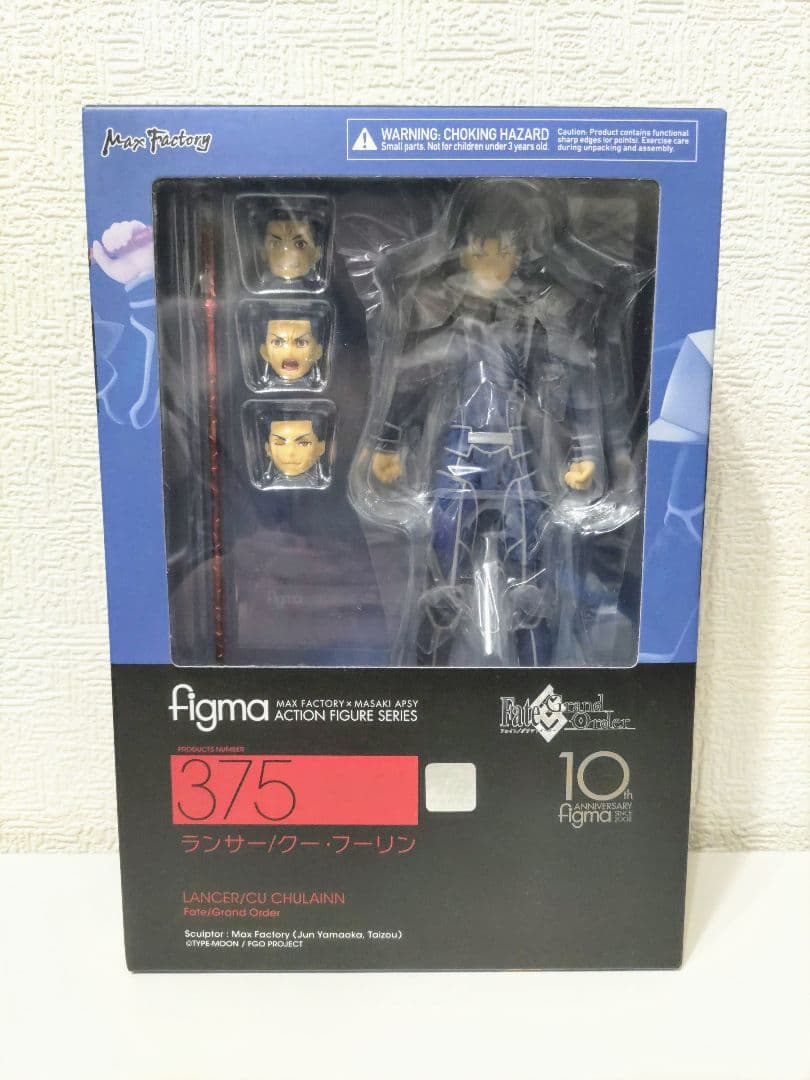 Max Factory
WARNING: CHOKING HAZARD
Small parts. Not for children under 3 years old.
Caution: Product contains functional
sharp edges (or points). Exercise care
during unpacking and assembly.
figma
figma
MAX FACTORY × MASAKI APSY
ACTION FIGURE SERIES
Fate/Grand Order
PRODUCTS NUMBER
375
10th
ANNIVERSARY
figma SINCE 2008
ランサー/クー・フーリン
LANCER/CU CHULAINN
Fate/Grand Order
Sculptor : Max Factory (Jun Yamaoka, Taizou)
©TYPE-MOON / FGO PROJECT